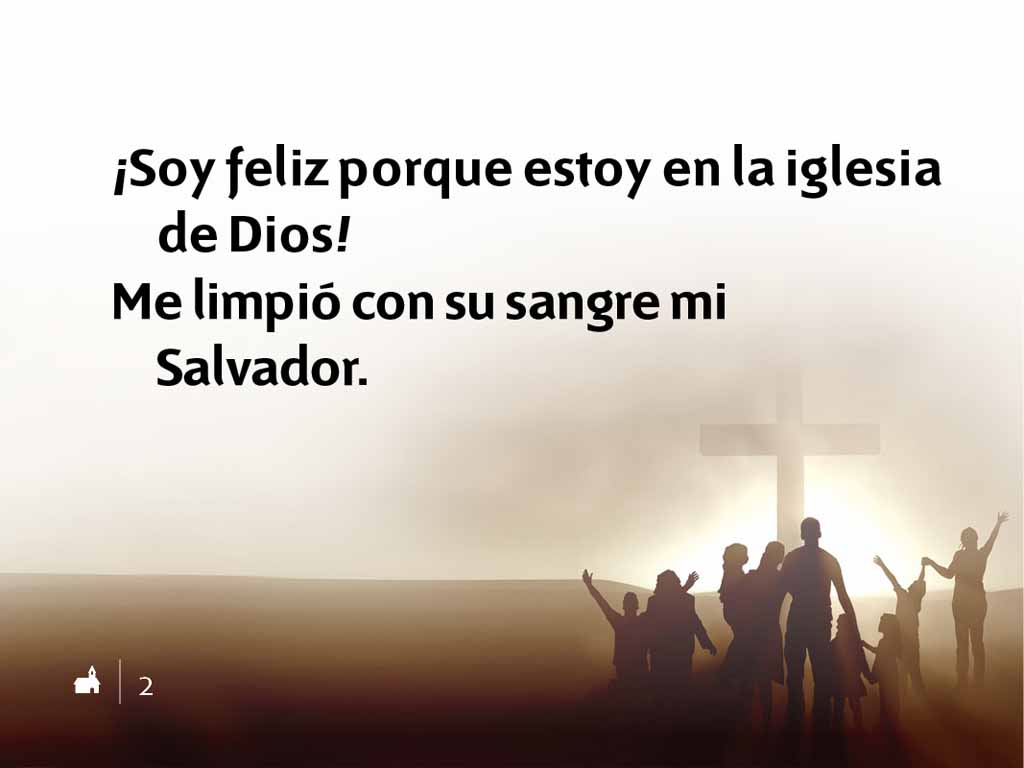 ¡Soy feliz porque estoy en la iglesia
de Dios!
Me limpió con su sangre mi
Salvador.
2